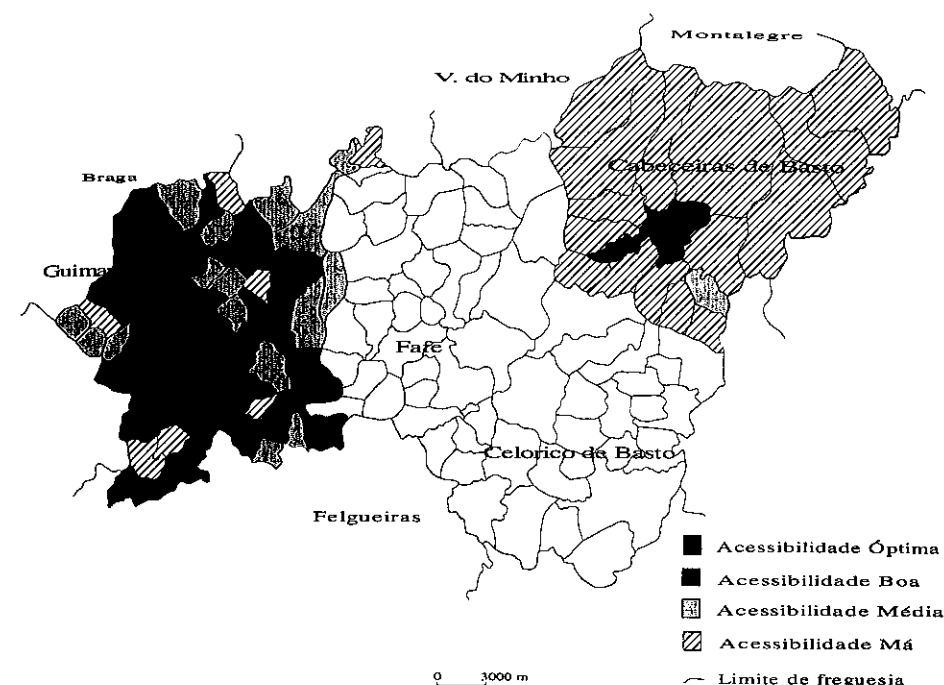 Montalegre
V. do Minho
Cabeceiras de Basto
Braga
Guimar
Fafe
Celorico de Basto
Felgueiras
Acessibilidade Óptima
Acessibilidade Boa
Acessibilidade Média
Acessibilidade Má
Limite de freguesia
0 3000 m